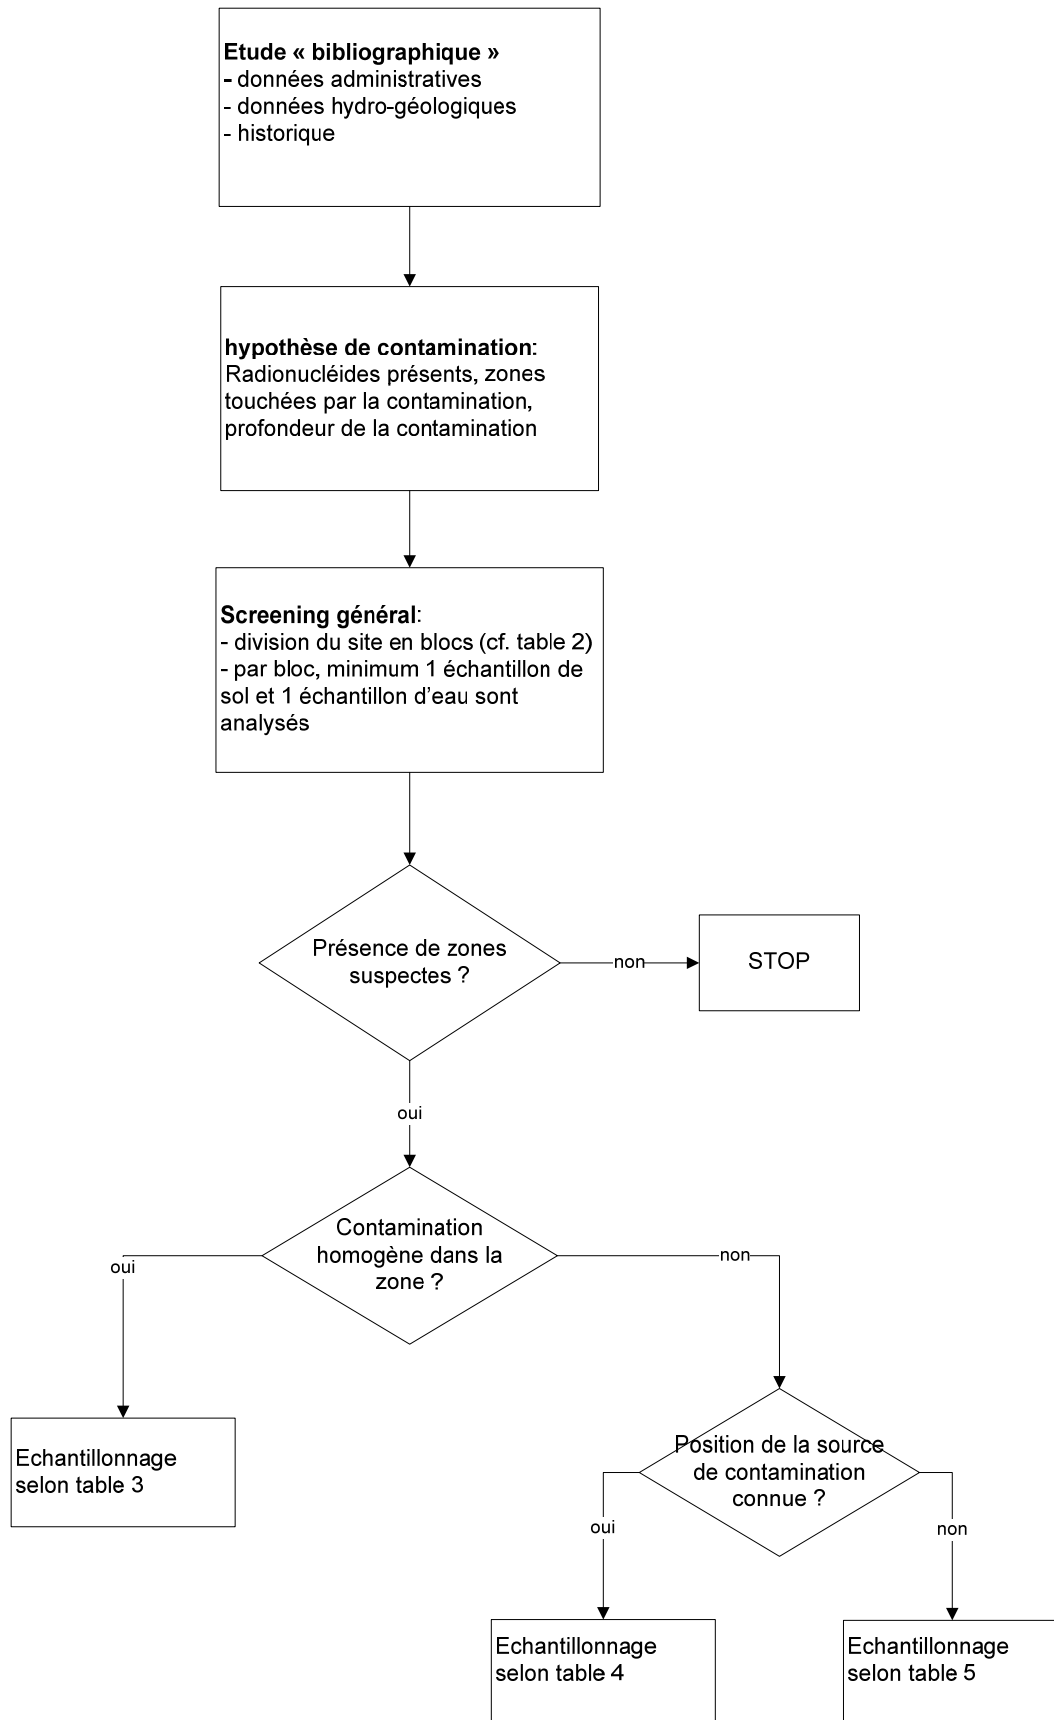 Etude « bibliographique »
- données administratives
- données hydro-géologiques
- historique
hypothèse de contamination:
Radionucléides présents, zones
touchées par la contamination,
profondeur de la contamination
Screening général:
- division du site en blocs (cf. table 2)
- par bloc, minimum 1 échantillon de
sol et 1 échantillon d'eau sont
analysés
Présence de zones
suspectes ?
non
STOP
oui
Contamination
homogène dans la
zone ?
oui
non
Echantillonnage
selon table 3
Position de la source
de contamination
connue ?
oui
non
Echantillonnage
selon table 4
Echantillonnage
selon table 5